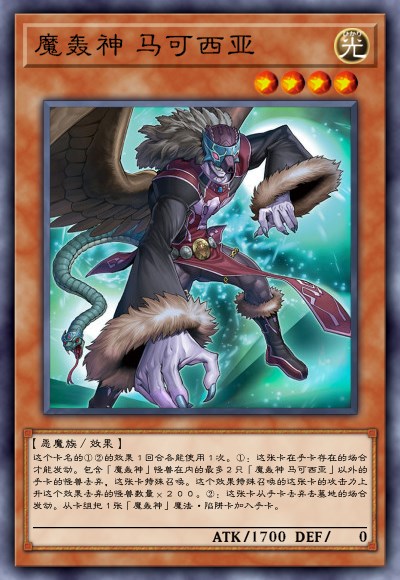 魔轰神 马可西亚
光
ひかり
【恶魔族／效果】
这个卡名的①②的效果1回合各能使用1次。①：这张卡在手卡存在的场合
才能发动。包含「魔轰神」怪兽在内的最多2只「魔轰神 马可西亚」以外的
手卡的怪兽丢弃，这张卡特殊召唤。这个效果特殊召唤的这张卡的攻击力上
升这个效果丢弃的怪兽数量×200。②：这张卡从手卡丢弃去墓地的场合
发动。从卡组把1张「魔轰神」魔法·陷阱卡加入手卡。
ATK/1700 DEF/ 0